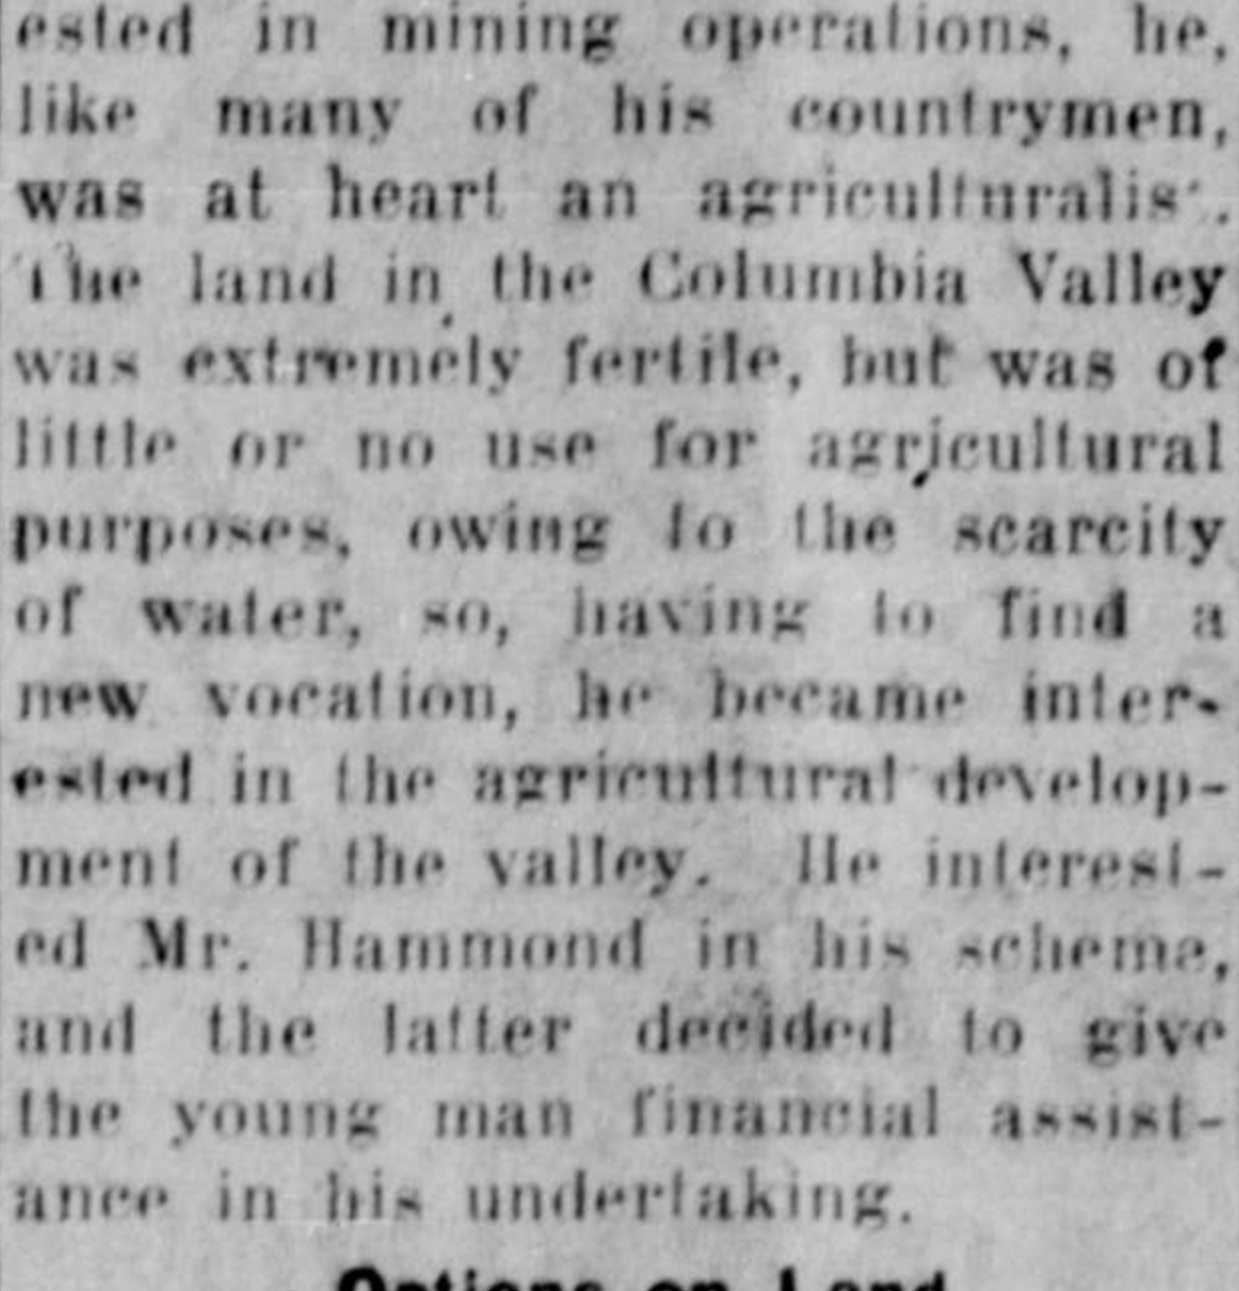 ested in mining operations, he,
like many of his countrymen,
was at heart an agriculturalist.
The land in the Columbia Valley
was extremely fertile, but was of
little or no use for agricultural
purposes, owing to the scarcity
of water, so, having to find a
new vocation, he became inter-
ested in the agricultural develop-
ment of the valley. He interest-
ed Mr. Hammond in his scheme,
and the latter decided to give
the young man financial assist-
ance in his undertaking.
Options on Land